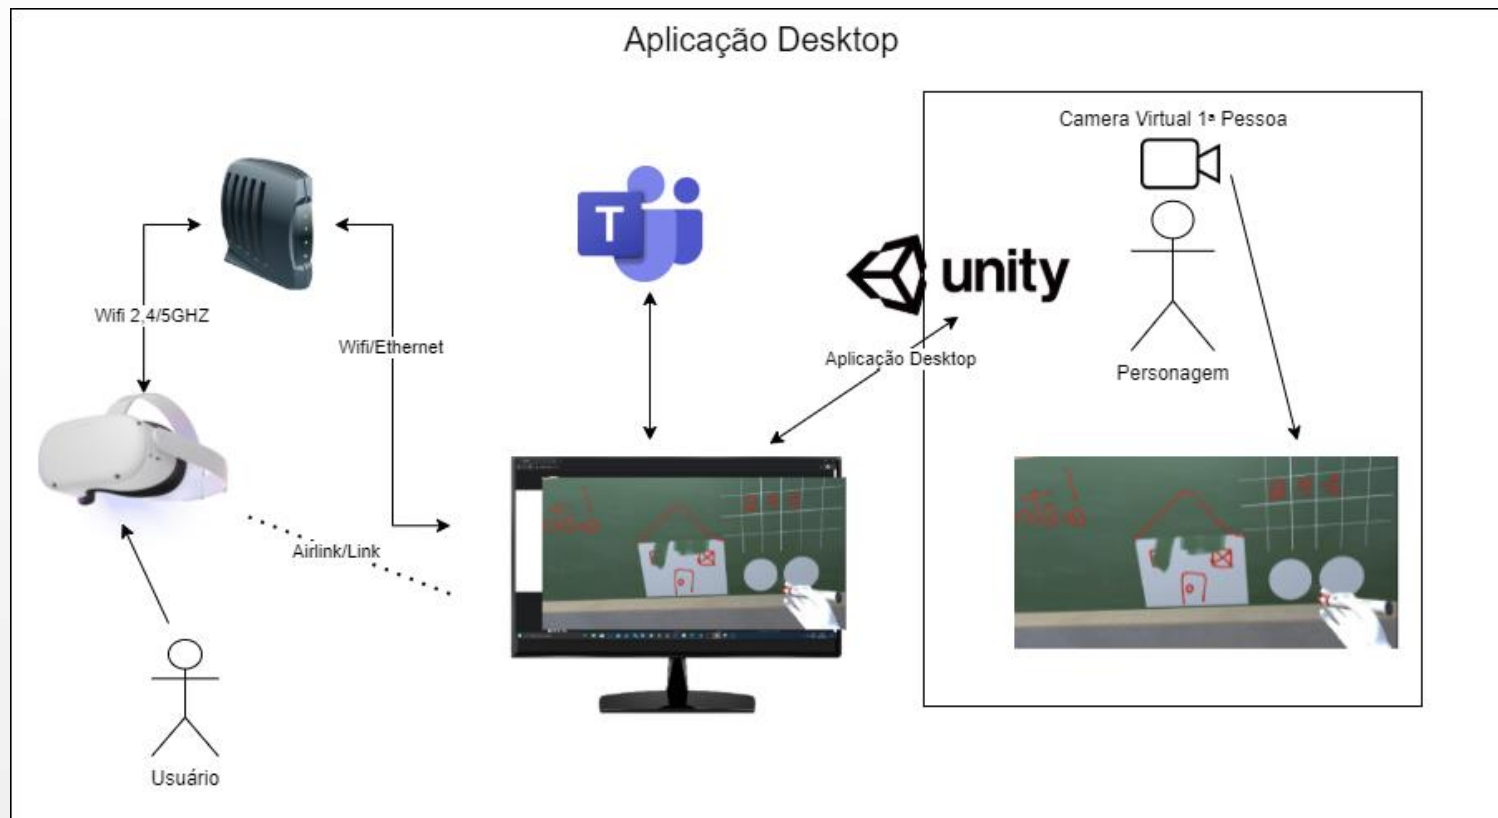 Aplicação Desktop
Camera Virtual 1ª Pessoa
T
unity
Wifi 2,4/5GHZ
Wifi/Ethernet
Aplicação Desktop
Personagem
Airlink/Link
Usuário